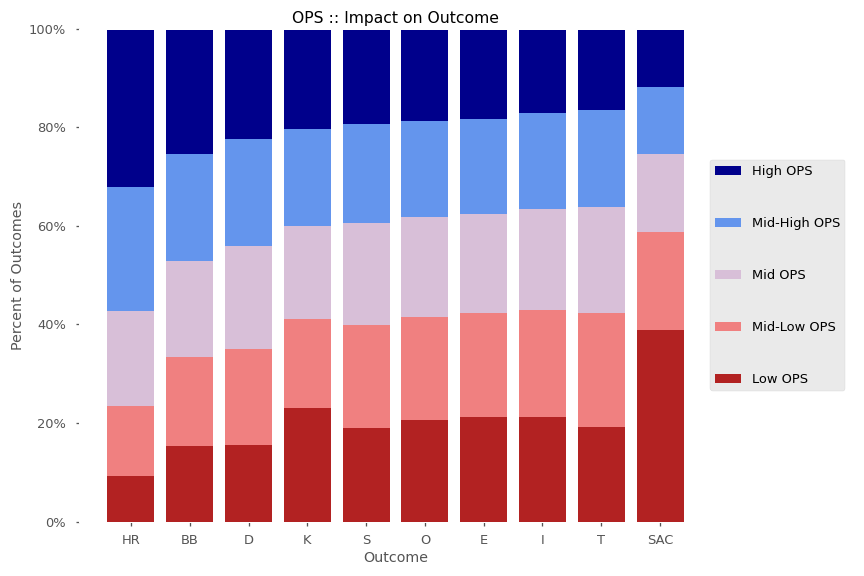 OPS :: Impact on Outcome
100%
80%
60%
40%
20%
0%
Percent of Outcomes
HR BB D K S O E I T SAC
Outcome
High OPS
Mid-High OPS
Mid OPS
Mid-Low OPS
Low OPS